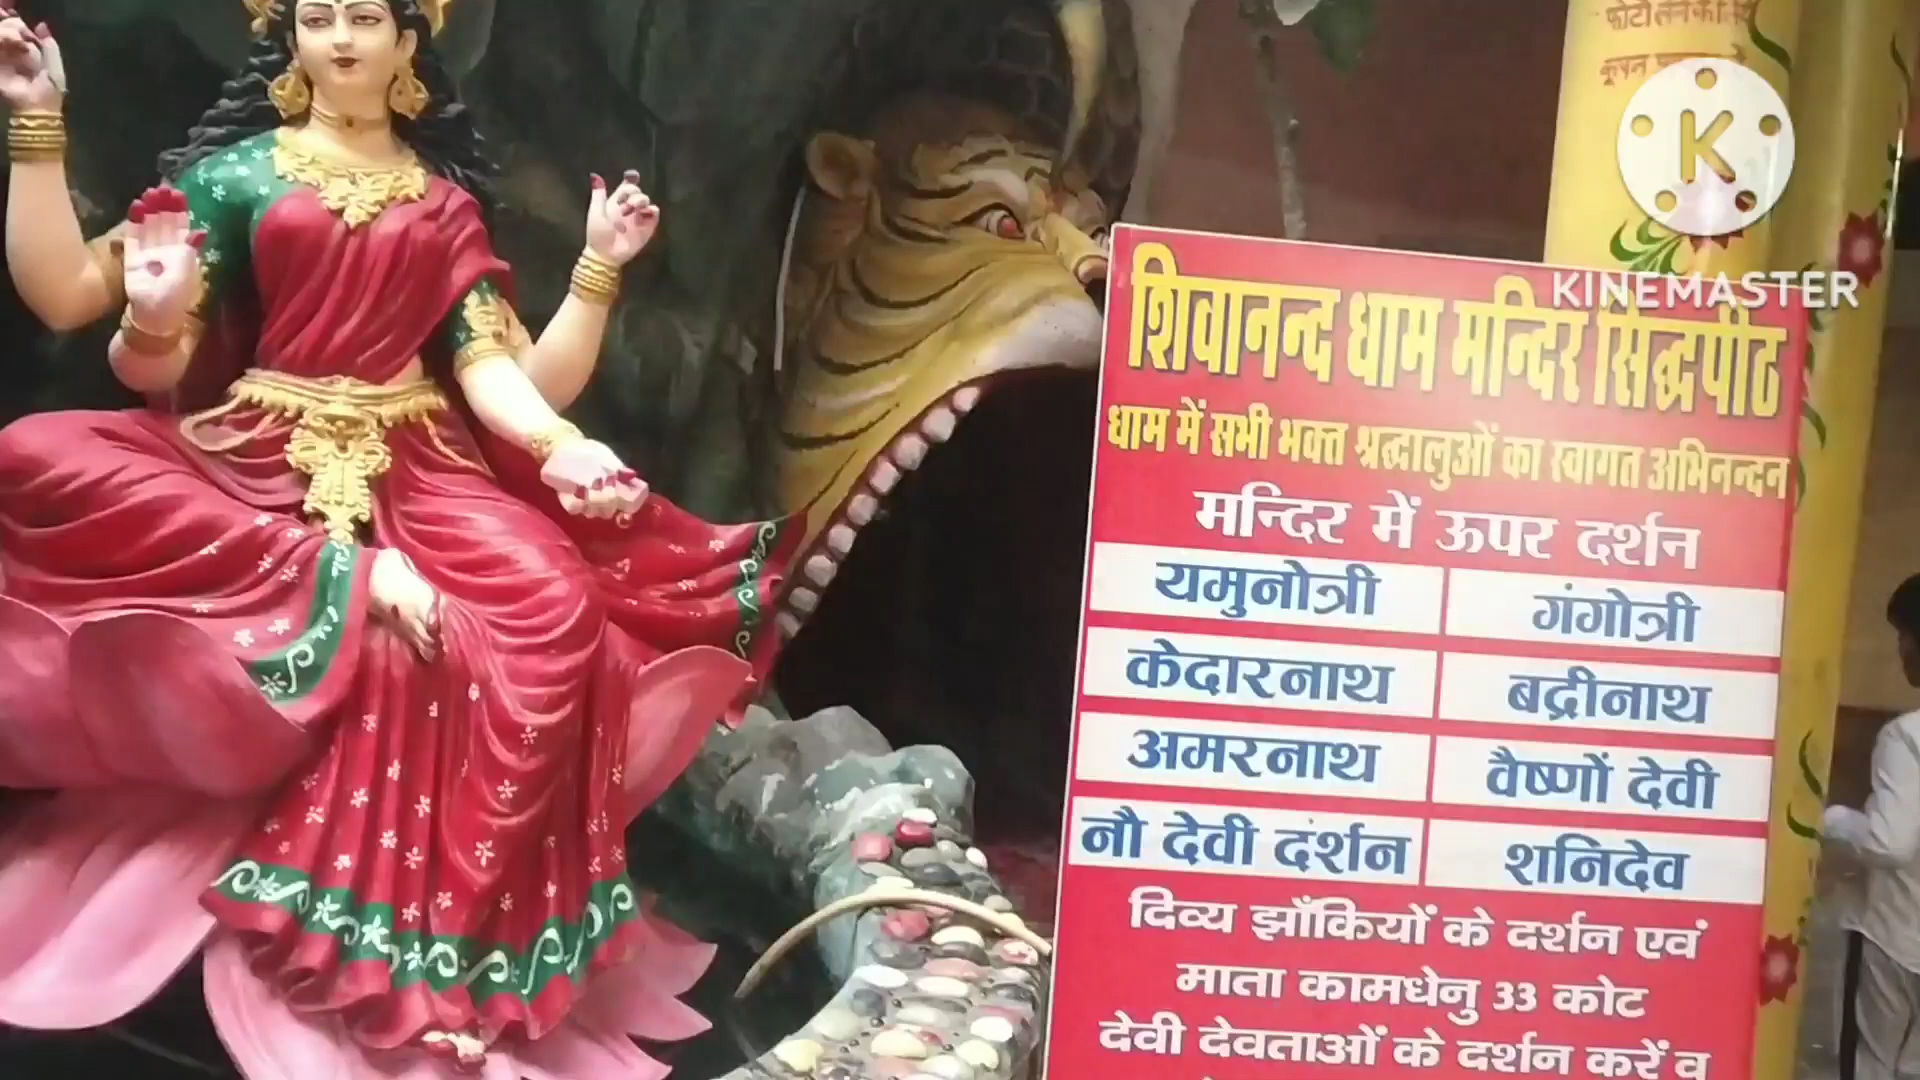 फोटो लेने के लिए
कूपन
K
KINEMASTER
शिवानन्द धाम मन्दिर सिद्धपीठ
धाम में सभी भक्त श्रद्धालुओं का स्वागत अभिनन्दन
मन्दिर में ऊपर दर्शन
यमुनोत्री गंगोत्री
केदारनाथ बद्रीनाथ
अमरनाथ वैष्णों देवी
नौ देवी दर्शन शनिदेव
दिव्य झाँकियों के दर्शन एवं
माता कामधेनु 33 कोट
देवी देवताओं के दर्शन करें व